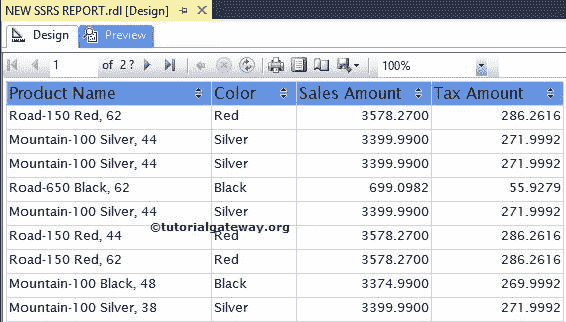 NEW SSRS REPORT.rdl [Design]
Design Preview
1 of 2 ? 100%
Product Name Color Sales Amount Tax Amount
Road-150 Red, 62 Red 3578.2700 286.2616
Mountain-100 Silver, 44 Silver 3399.9900 271.9992
Mountain-100 Silver, 44 Silver 3399.9900 271.9992
Road-650 Black, 62 Black 699.0982 55.9279
Mountain-100 Silver, 44 Silver 3399.9900 271.9992
©tutorialgateway.org
Road-150 Red, 44 Red 3578.2700 286.2616
Road-150 Red, 62 Red 3578.2700 286.2616
Mountain-100 Black, 48 Black 3374.9900 269.9992
Mountain-100 Silver, 38 Silver 3399.9900 271.9992